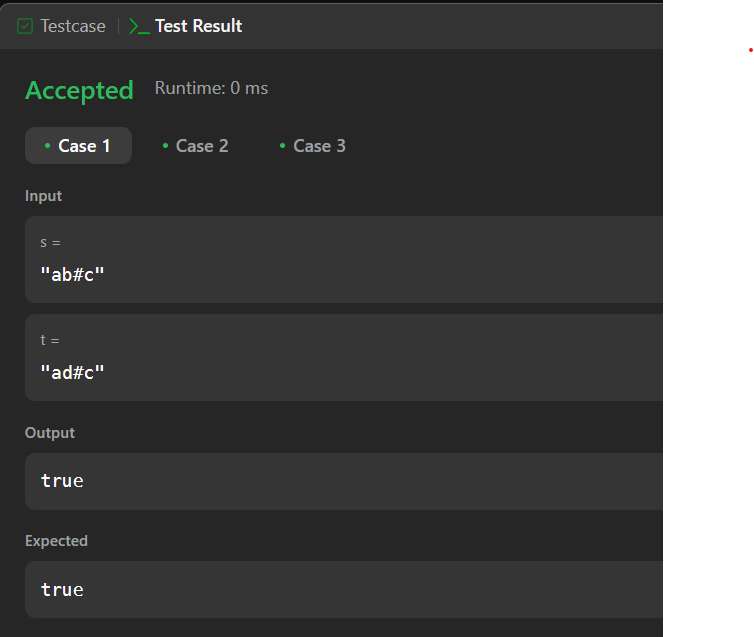 Testcase | >_ Test Result
Accepted Runtime: 0 ms
Case 1 Case 2 Case 3
Input
s =
"ab#c"
t =
"ad#c"
Output
true
Expected
true